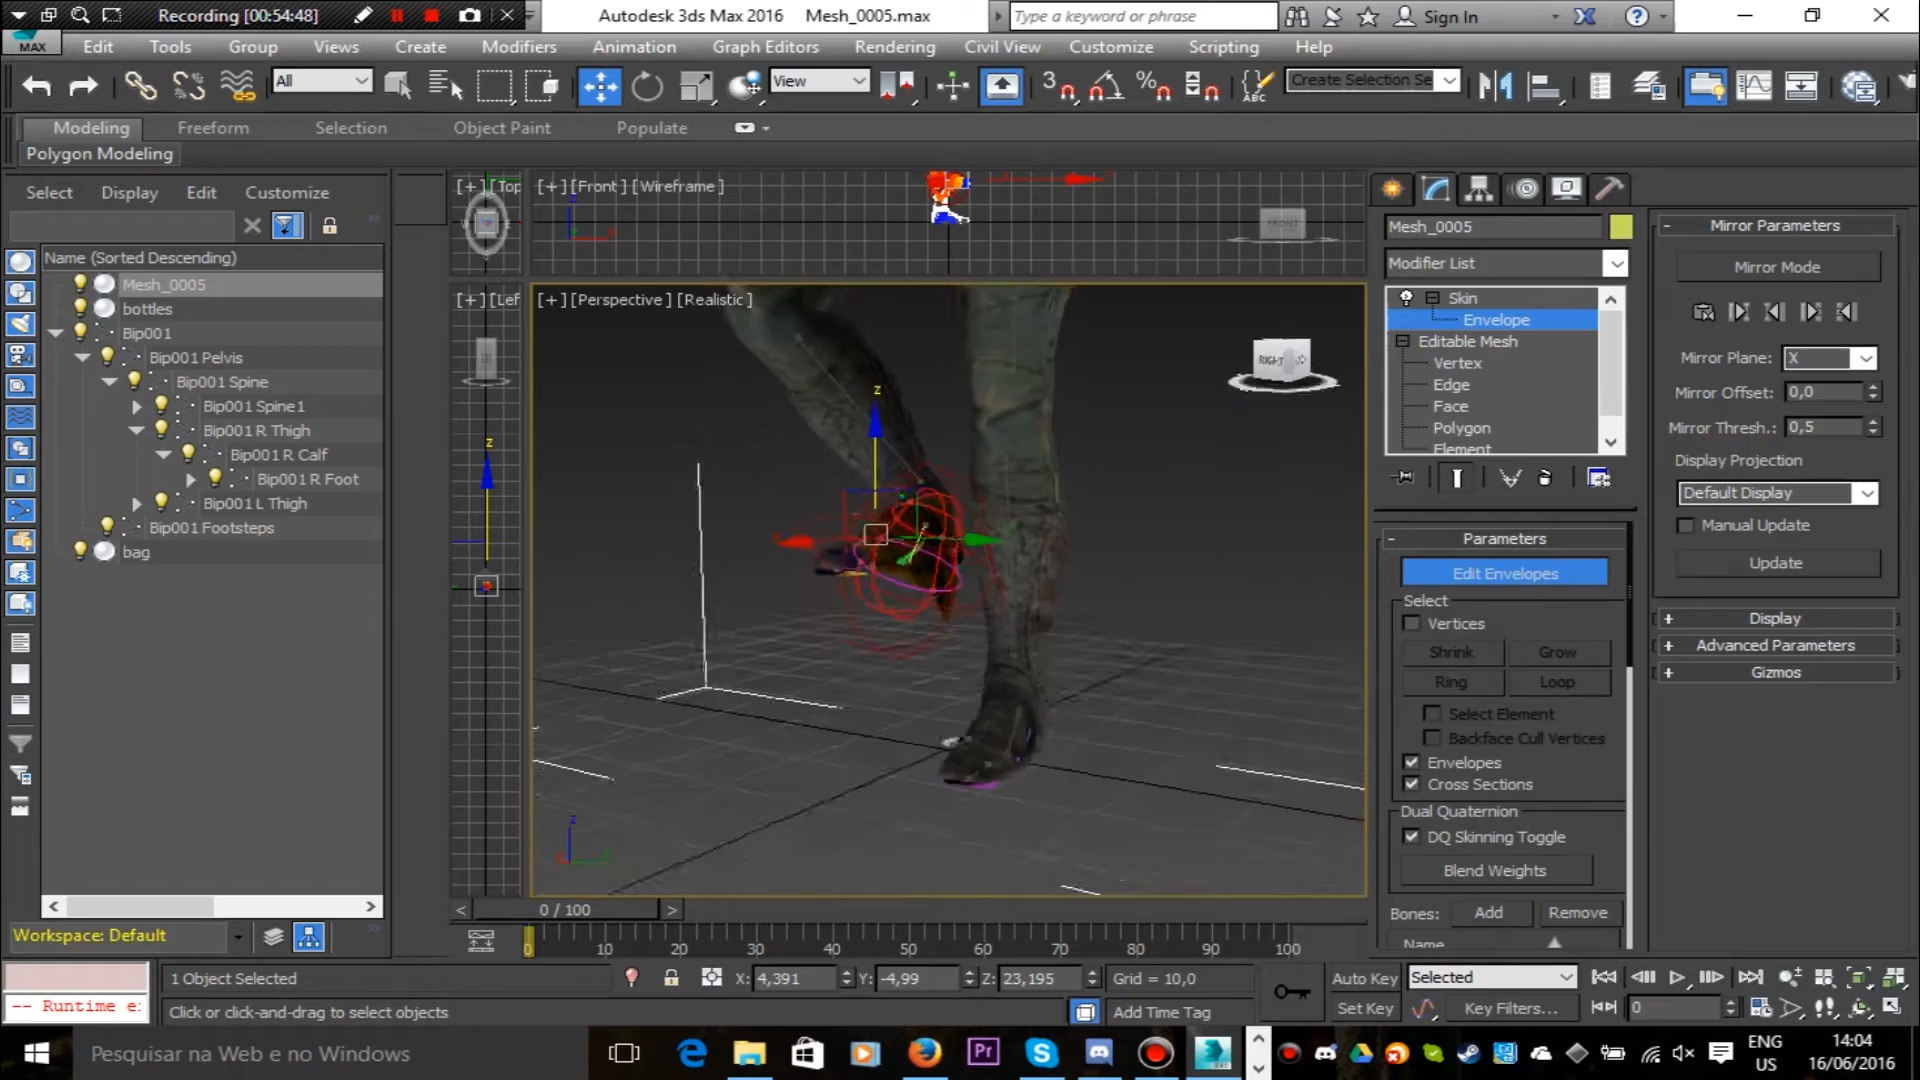 Recording [00:54:48]
Autodesk 3ds Max 2016 Mesh_0005.max
Type a keyword or phrase
Sign In
MAX
Edit Tools Group Views Create Modifiers Animation Graph Editors Rendering Civil View Customize Scripting Help
All
View
3
ABC
Create Selection Se
Modeling Freeform Selection Object Paint Populate
Polygon Modeling
Select Display Edit Customize
Name (Sorted Descending)
Mesh_0005
bottles
Bip001
Bip001 Pelvis
Bip001 Spine
Bip001 Spine1
Bip001 R Thigh
Bip001 R Calf
Bip001 R Foot
Bip001 L Thigh
Bip001 Footsteps
bag
[+][Top
[+][Front][Wireframe]
FRONT
[+][Lef
[+][Perspective][Realistic]
RIGHT
z
z
z
Mesh_0005
Modifier List
Skin
Envelope
Editable Mesh
Vertex
Edge
Face
Polygon
Element
Parameters
Edit Envelopes
Select
Vertices
Shrink Grow
Ring Loop
Select Element
Backface Cull Vertices
Envelopes
Cross Sections
Dual Quaternion
DQ Skinning Toggle
Blend Weights
Bones: Add Remove
Name
Mirror Parameters
Mirror Mode
Mirror Plane: X
Mirror Offset: 0,0
Mirror Thresh.: 0,5
Display Projection
Default Display
Manual Update
Update
Display
Advanced Parameters
Gizmos
Workspace: Default
< 0 / 100 >
0 10 20 30 40 50 60 70 80 90 100
1 Object Selected
X: 4,391 Y: -4,99 Z: 23,195 Grid = 10,0
Auto Key Selected
-- Runtime e:
Click or click-and-drag to select objects
Add Time Tag
Set Key Key Filters... 0
Pesquisar na Web e no Windows
Pr
ENG
US
14:04
16/06/2016